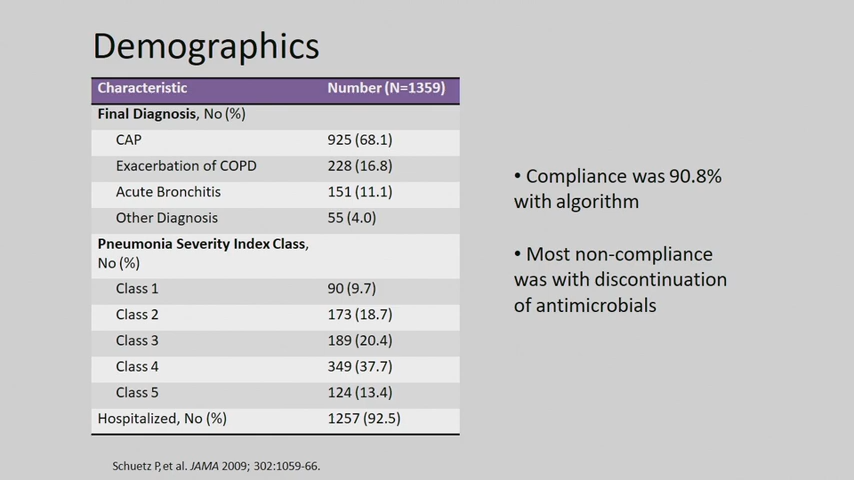 Demographics
Characteristic Number (N=1359)
Final Diagnosis, No (%)
CAP 925 (68.1)
Exacerbation of COPD 228 (16.8)
Acute Bronchitis 151 (11.1)
Other Diagnosis 55 (4.0)
Pneumonia Severity Index Class,
No (%)
Class 1 90 (9.7)
Class 2 173 (18.7)
Class 3 189 (20.4)
Class 4 349 (37.7)
Class 5 124 (13.4)
Hospitalized, No (%) 1257 (92.5)
• Compliance was 90.8%
with algorithm
• Most non-compliance
was with discontinuation
of antimicrobials
Schuetz P, et al. JAMA 2009; 302:1059-66.